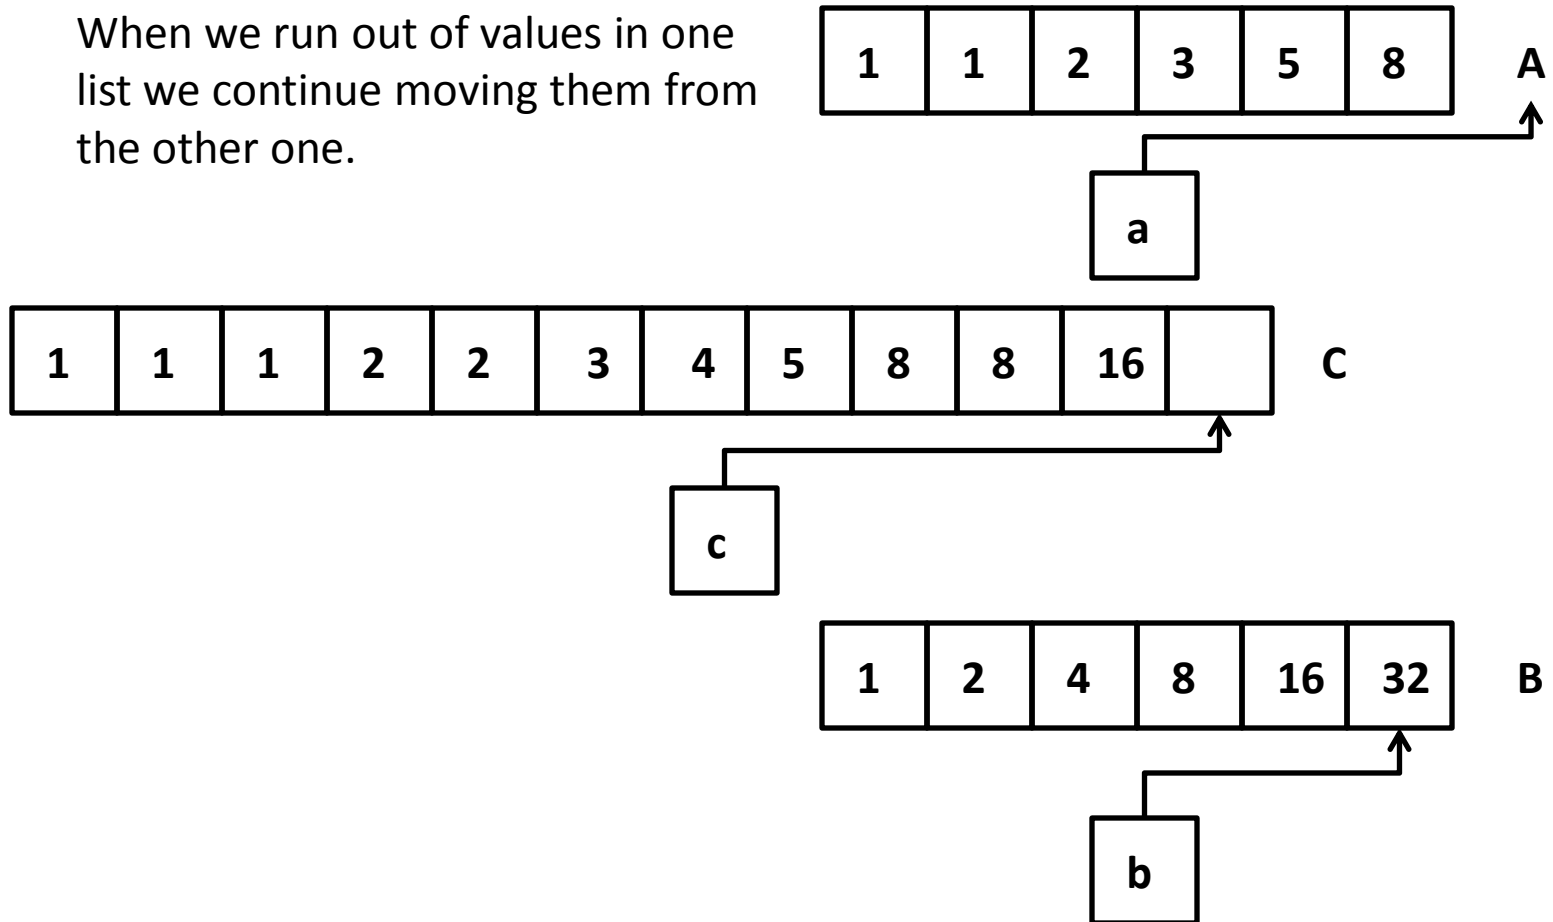 When we run out of values in one
list we continue moving them from
the other one.
1 1 2 3 5 8 A
a
1 1 1 2 2 3 4 5 8 8 16 C
c
1 2 4 8 16 32 B
b